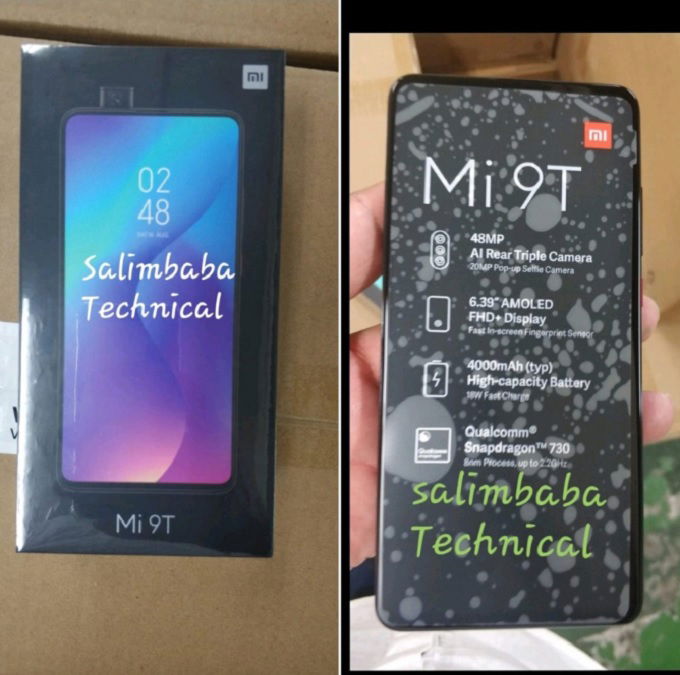 mi
02
48
Salimbaba
Technical
Mi 9T
mi
Mi 9T
48MP
AI Rear Triple Camera
20MP Pop-up Selfie Camera
6.39" AMOLED
FHD+ Display
Fast In-screen Fingerprint Sensor
4000mAh (typ)
High-capacity Battery
18W Fast Charge
Qualcomm®
Snapdragon™ 730
8nm Process, up to 2.2GHz
Qualcomm
snapdragon
salimbaba
Technical